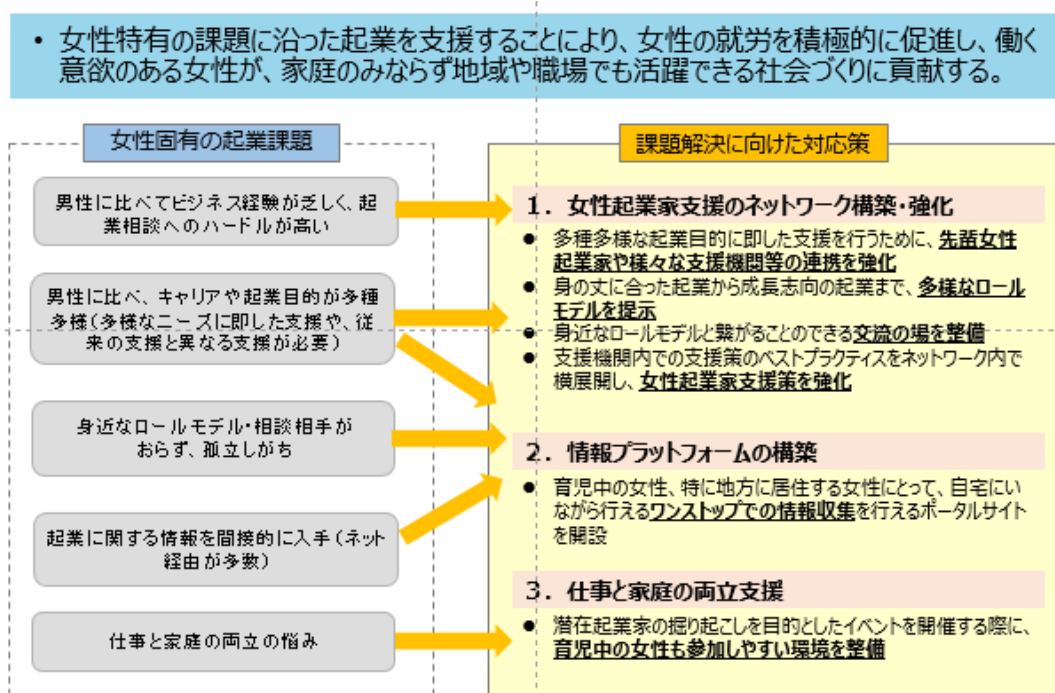 • 女性特有の課題に沿った起業を支援することにより、女性の就労を積極的に促進し、働く
意欲のある女性が、家庭のみならず地域や職場でも活躍できる社会づくりに貢献する。
女性固有の起業課題
男性に比べてビジネス経験が乏しく、起
業相談へのハードルが高い
男性に比べ、キャリアや起業目的が多種
多様(多様なニーズに即した支援や、従
来の支援と異なる支援が必要)
身近なロールモデル・相談相手が
おらず、孤立しがち
起業に関する情報を間接的に入手(ネット
経由が多数)
仕事と家庭の両立の悩み
課題解決に向けた対応策
1. 女性起業家支援のネットワーク構築・強化
● 多種多様な起業目的に即した支援を行うために、先輩女性
起業家や様々な支援機関等の連携を強化
● 身の丈に合った起業から成長志向の起業まで、多様なロール
モデルを提示
● 身近なロールモデルと繋がることのできる交流の場を整備
● 支援機関内での支援策のベストプラクティスをネットワーク内で
横展開し、女性起業家支援策を強化
2. 情報プラットフォームの構築
● 育児中の女性、特に地方に居住する女性にとって、自宅にい
ながら行えるワンストップでの情報収集を行えるポータルサイト
を開設
3. 仕事と家庭の両立支援
● 潜在起業家の掘り起こしを目的としたイベントを開催する際に、
育児中の女性も参加しやすい環境を整備